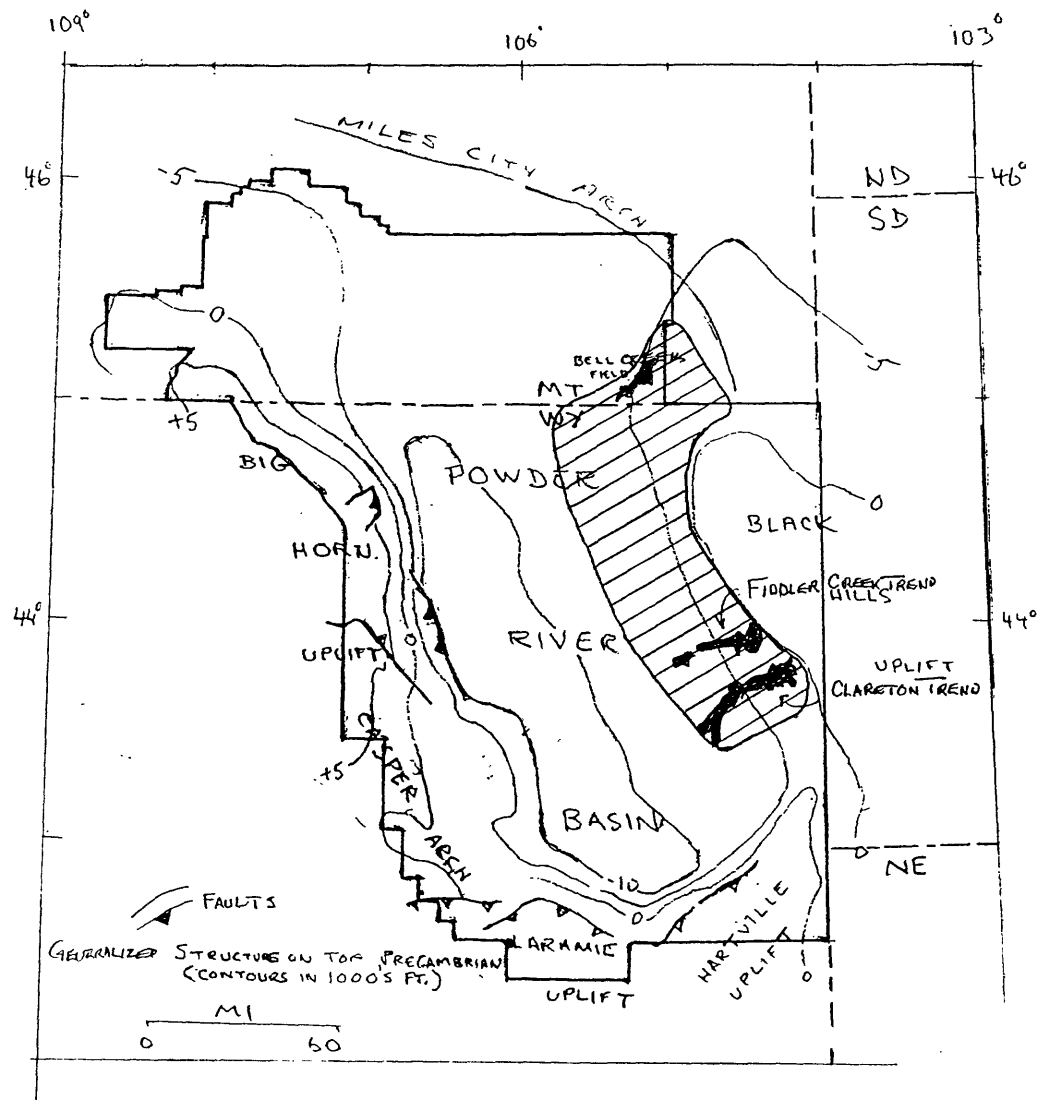 109°
106°
103°
MILES CITY ARCH
46°
-5
46°
ND
SD
0
-5
BELL CREEK
FIELD
MT
WY
+5
BIG
POWDER
0
BLACK
HORN
FIDDLER CREEK TREND
HILLS
44°
44°
0
RIVER
UPLIFT
UPLIFT
CLARETON TREND
+5
CASPER
ARCH
BASIN
0
NE
-10
0
FAULTS
LARAMIE
HARTVILLE
UPLIFT
GENERALIZED STRUCTURE ON TOP PRECAMBRIAN
(CONTOURS IN 1000'S FT.)
0
UPLIFT
MI
0 60